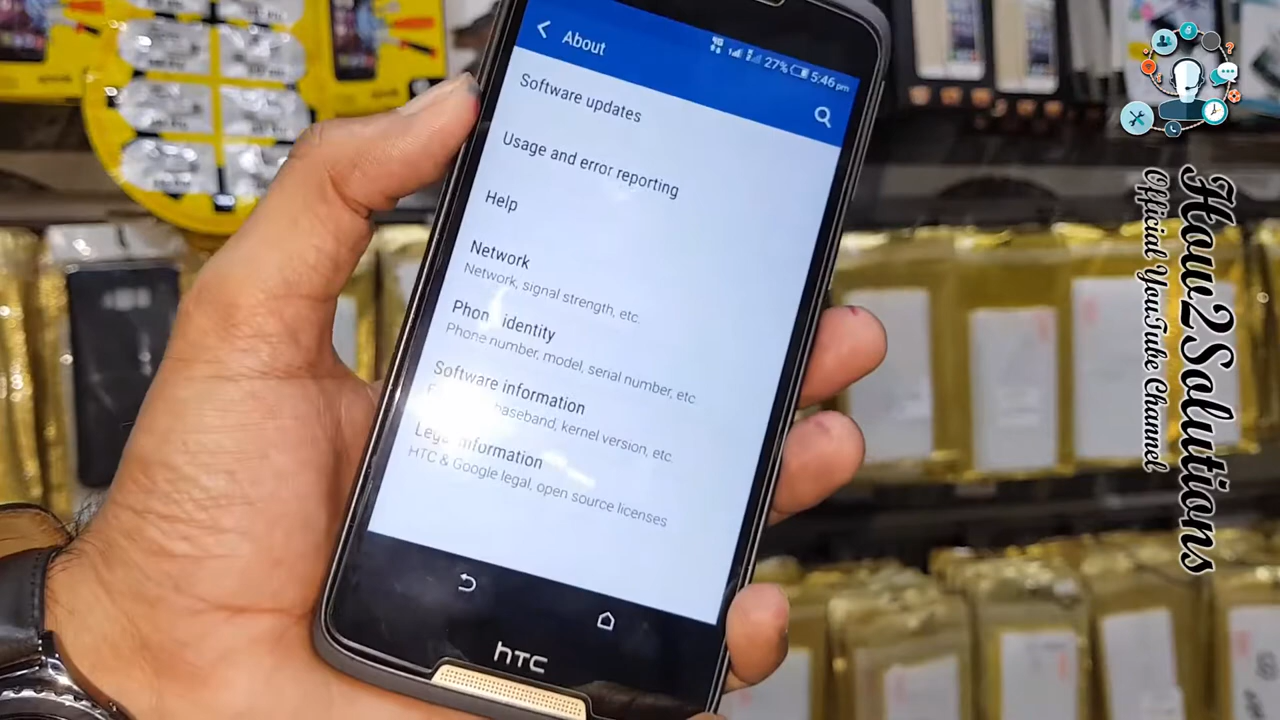 About
27% 5:46 pm
Software updates
Usage and error reporting
Help
Network
Network, signal strength, etc.
Phon identity
Phone number, model, serial number, etc
Software information
baseband, kernel version, etc.
Legal information
HTC & Google legal, open source licenses
hTC
How2Solutions
Official YouTube Channel